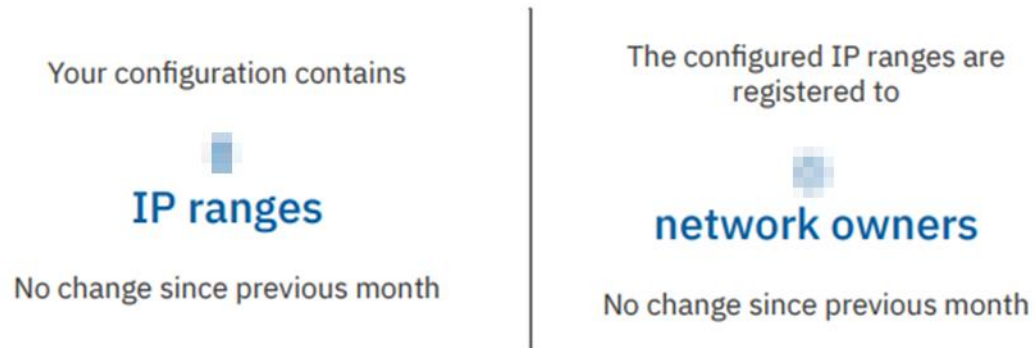 Your configuration contains
IP ranges
No change since previous month
The configured IP ranges are
registered to
network owners
No change since previous month